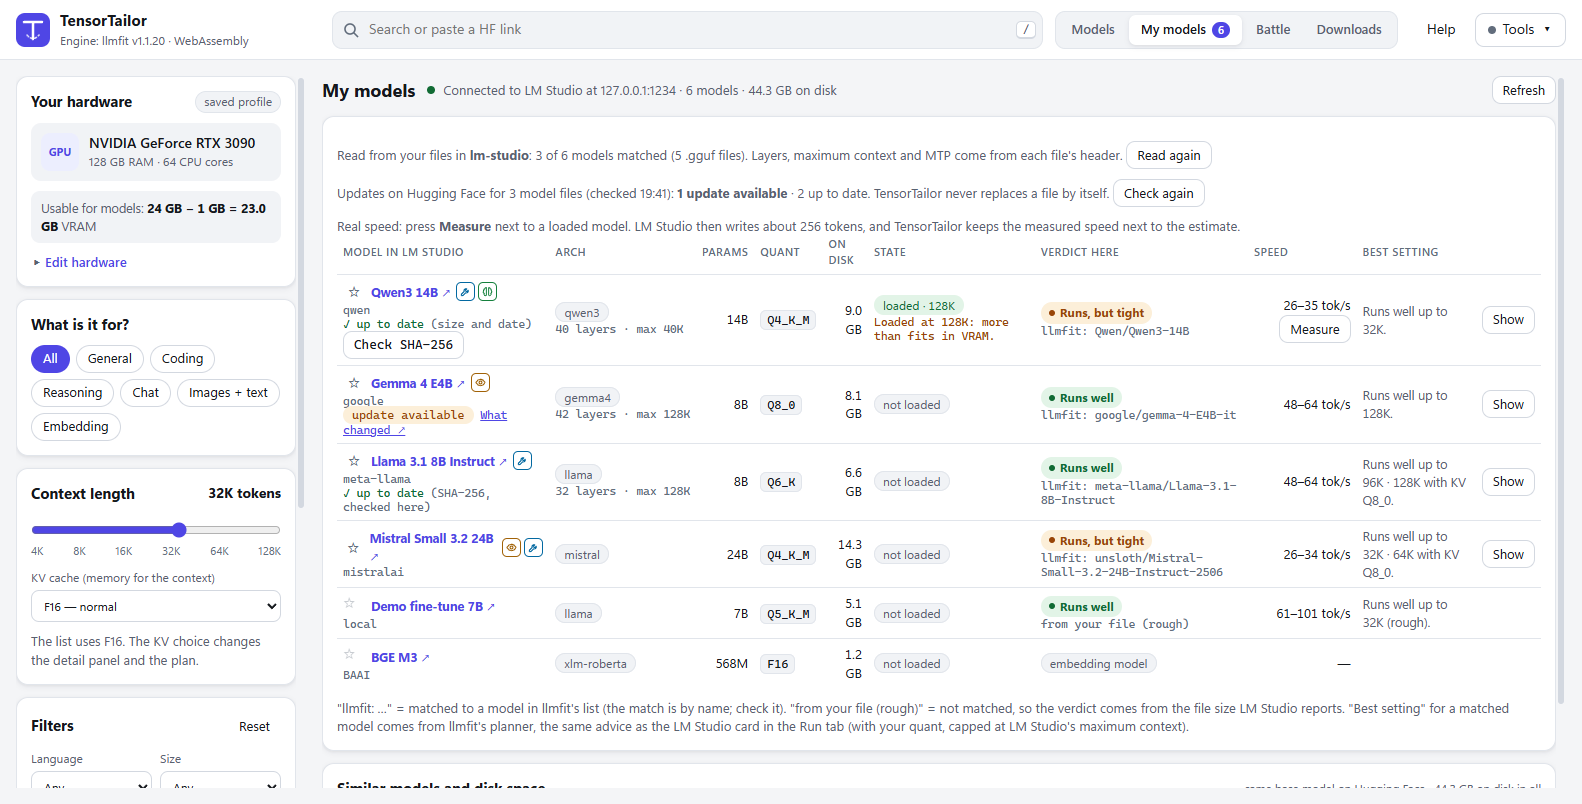 TensorTailor
Engine: llmfit v1.1.20 · WebAssembly
Search or paste a HF link
/
Models
My models 6
Battle
Downloads
Help
Tools ▾
Your hardware
saved profile
GPU
NVIDIA GeForce RTX 3090
128 GB RAM · 64 CPU cores
Usable for models: 24 GB − 1 GB = 23.0
GB VRAM
▸ Edit hardware
What is it for?
All
General
Coding
Reasoning
Chat
Images + text
Embedding
Context length
32K tokens
4K 8K 16K 32K 64K 128K
KV cache (memory for the context)
F16 — normal
The list uses F16. The KV choice changes
the detail panel and the plan.
Filters
Reset
Language
Size
Any
Any
My models
Connected to LM Studio at 127.0.0.1:1234 · 6 models · 44.3 GB on disk
Refresh
Read from your files in lm-studio: 3 of 6 models matched (5 .gguf files). Layers, maximum context and MTP come from each file's header. Read again
Updates on Hugging Face for 3 model files (checked 19:41): 1 update available · 2 up to date. TensorTailor never replaces a file by itself. Check again
Real speed: press Measure next to a loaded model. LM Studio then writes about 256 tokens, and TensorTailor keeps the measured speed next to the estimate.
MODEL IN LM STUDIO
ARCH
PARAMS
QUANT
ON
DISK
STATE
VERDICT HERE
SPEED
BEST SETTING
☆ Qwen3 14B ↗
qwen
✓ up to date (size and date)
Check SHA-256
qwen3
40 layers · max 40K
14B
Q4_K_M
9.0
GB
loaded · 128K
Loaded at 128K: more
than fits in VRAM.
Runs, but tight
llmfit: Qwen/Qwen3-14B
26–35 tok/s
Measure
Runs well up to
32K.
Show
☆ Gemma 4 E4B ↗
google
update available What
changed ↗
gemma4
42 layers · max 128K
8B
Q8_0
8.1
GB
not loaded
Runs well
llmfit: google/gemma-4-E4B-it
48–64 tok/s
Runs well up to
128K.
Show
☆ Llama 3.1 8B Instruct ↗
meta-llama
✓ up to date (SHA-256,
checked here)
llama
32 layers · max 128K
8B
Q6_K
6.6
GB
not loaded
Runs well
llmfit: meta-llama/Llama-3.1-
8B-Instruct
48–64 tok/s
Runs well up to
96K · 128K with KV
Q8_0.
Show
☆ Mistral Small 3.2 24B
↗
mistralai
mistral
24B
Q4_K_M
14.3
GB
not loaded
Runs, but tight
llmfit: unsloth/Mistral-
Small-3.2-24B-Instruct-2506
26–34 tok/s
Runs well up to
32K · 64K with KV
Q8_0.
Show
☆ Demo fine-tune 7B ↗
local
llama
7B
Q5_K_M
5.1
GB
not loaded
Runs well
from your file (rough)
61–101 tok/s
Runs well up to
32K (rough).
☆ BGE M3 ↗
BAAI
xlm-roberta
568M
F16
1.2
GB
not loaded
embedding model
—
"llmfit: ..." = matched to a model in llmfit's list (the match is by name; check it). "from your file (rough)" = not matched, so the verdict comes from the file size LM Studio reports. "Best setting" for a matched
model comes from llmfit's planner, the same advice as the LM Studio card in the Run tab (with your quant, capped at LM Studio's maximum context).
Similar models and disk space
same base model on Hugging Face · 44.3 GB on disk in all